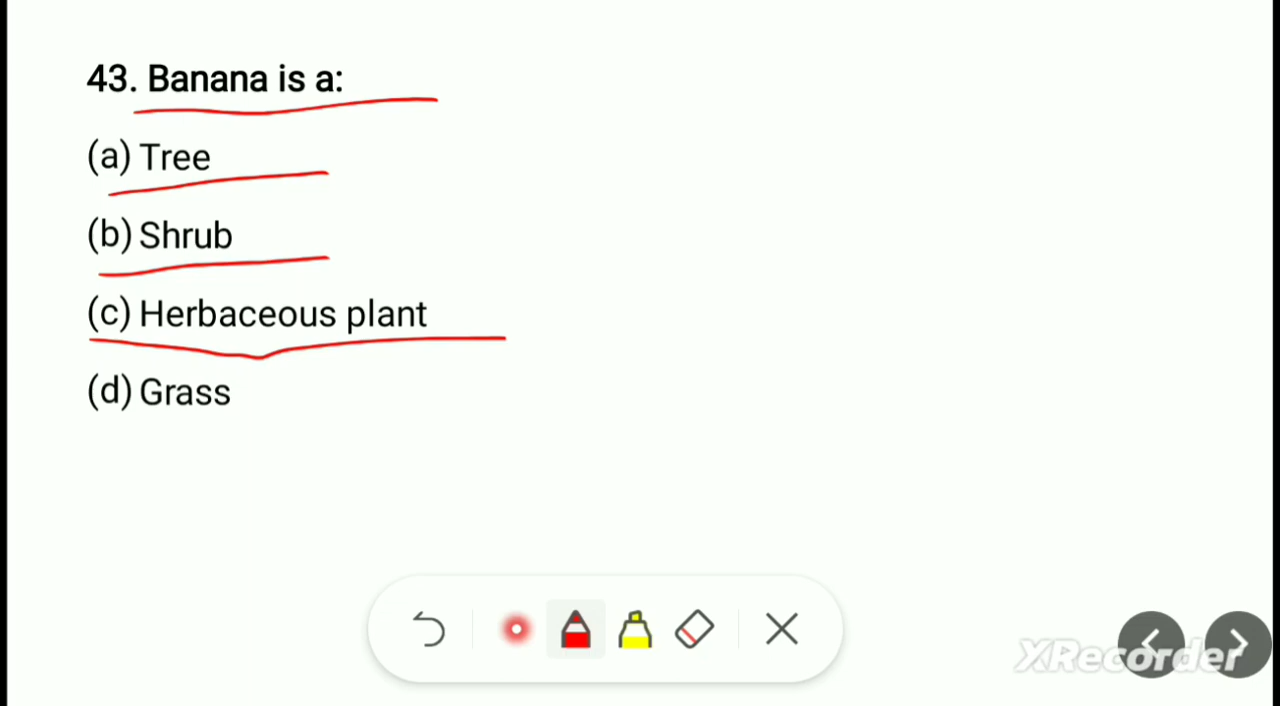 43. Banana is a:
(a) Tree
(b) Shrub
(c) Herbaceous plant
(d) Grass
XRecorder